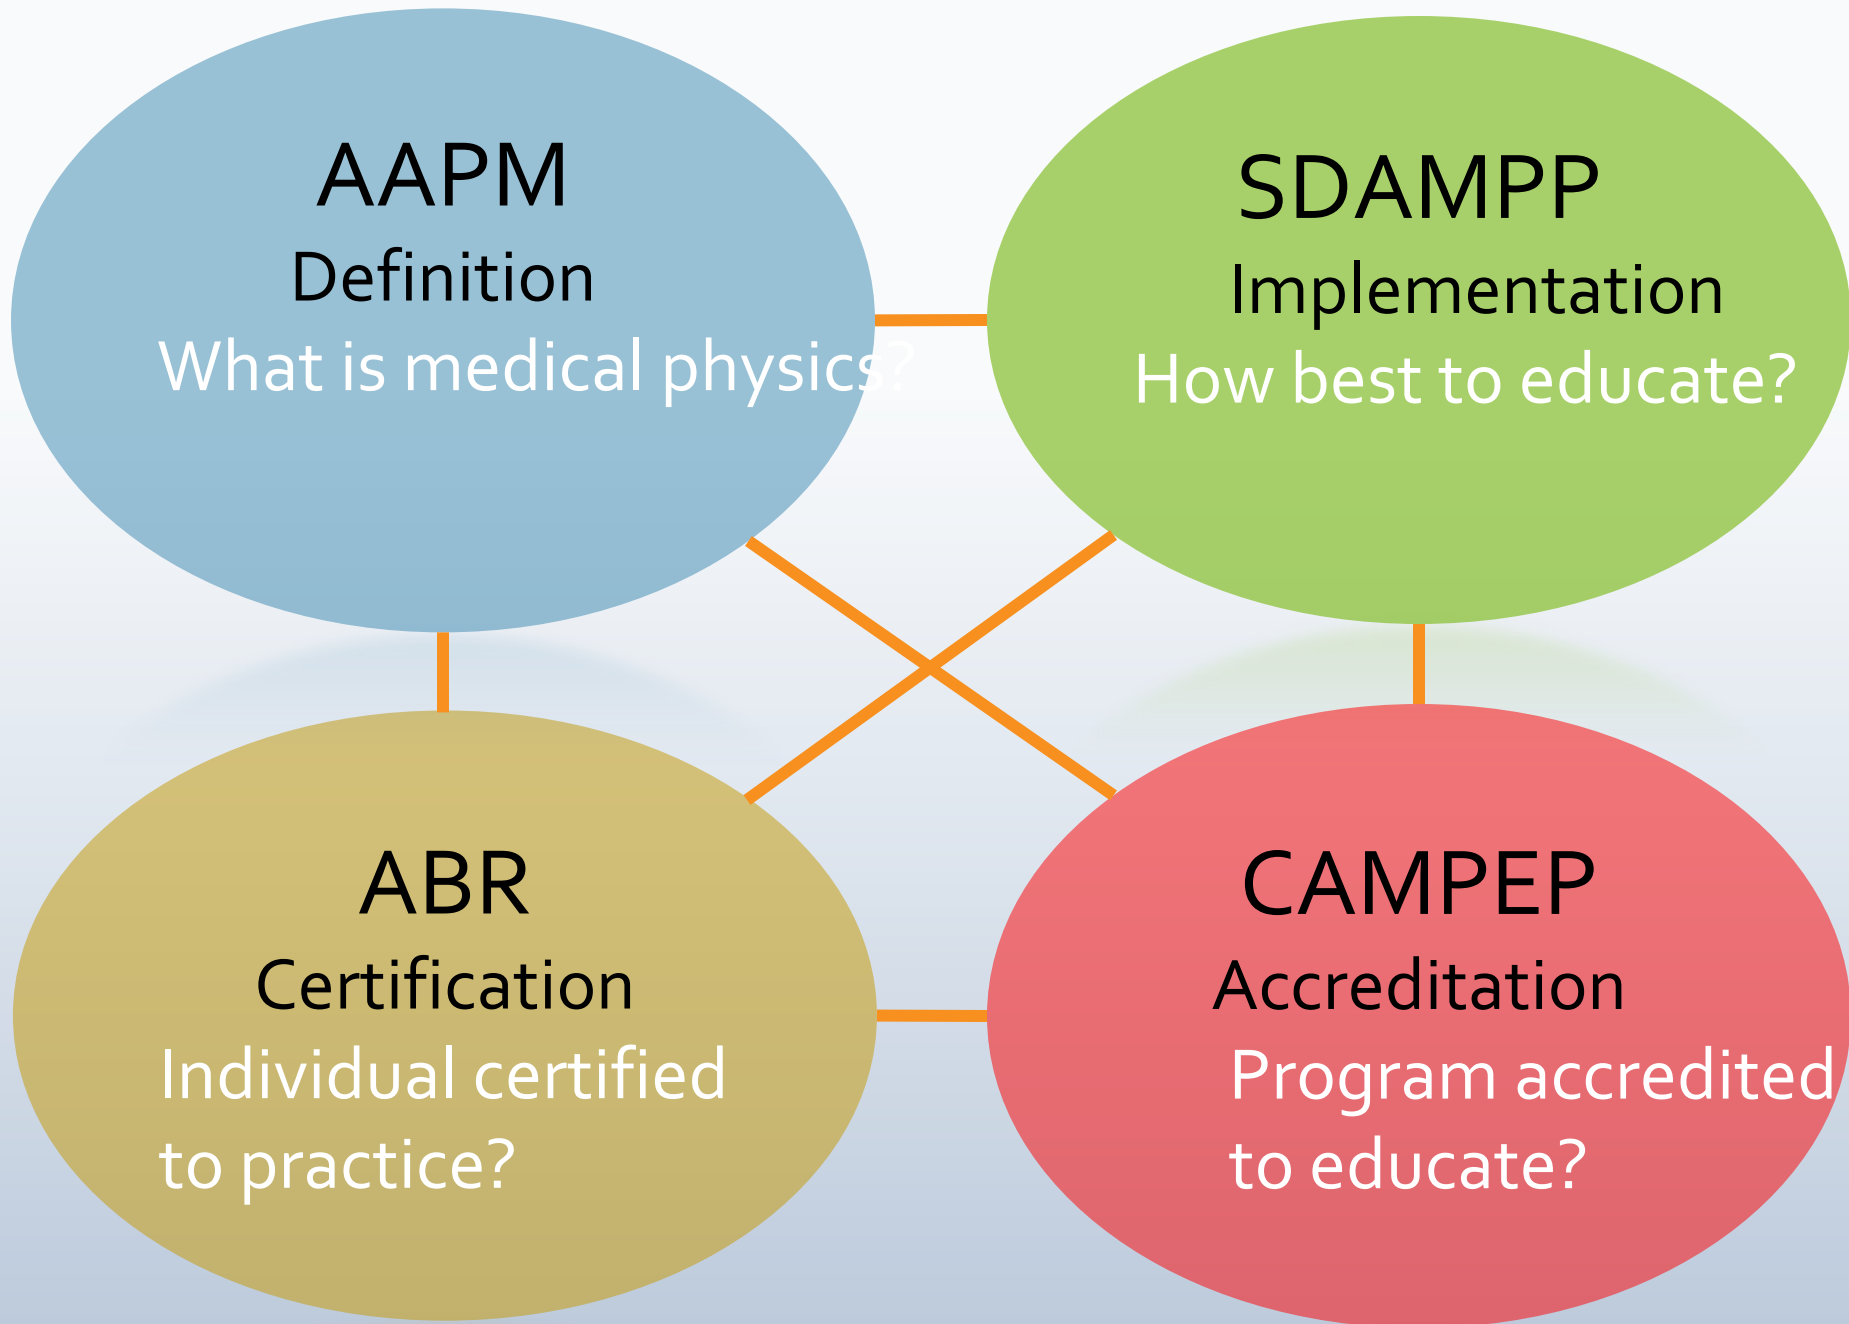 AAPM
Definition
What is medical physics?
SDAMPP
Implementation
How best to educate?
ABR
Certification
Individual certified
to practice?
CAMPEP
Accreditation
Program accredited
to educate?